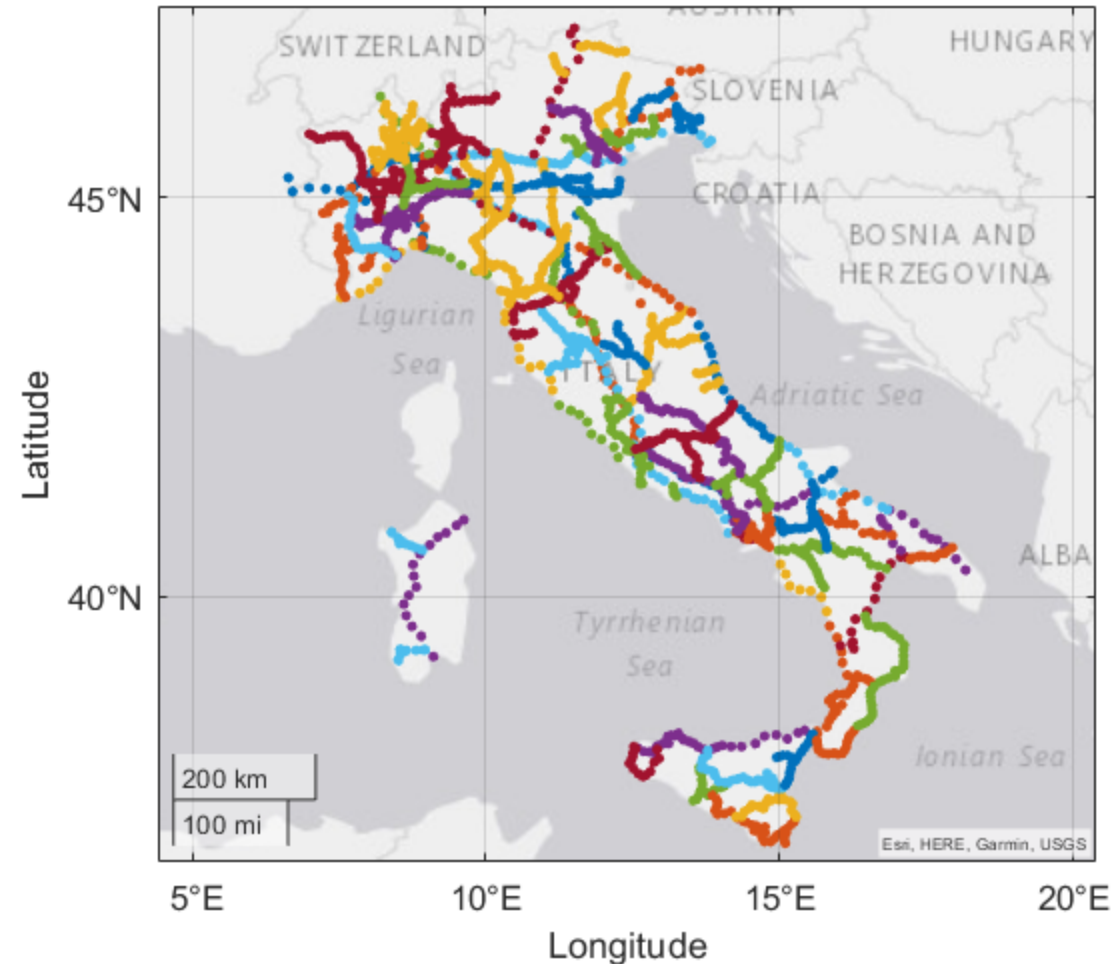 AUSTRIA
SWITZERLAND
HUNGARY
SLOVENIA
CROATIA
45°N
BOSNIA AND
HERZEGOVINA
Ligurian
Sea
ITALY
Adriatic Sea
Latitude
ALBA
40°N
Tyrrhenian
Sea
Ionian Sea
200 km
100 mi
Esri, HERE, Garmin, USGS
5°E
10°E
15°E
20°E
Longitude